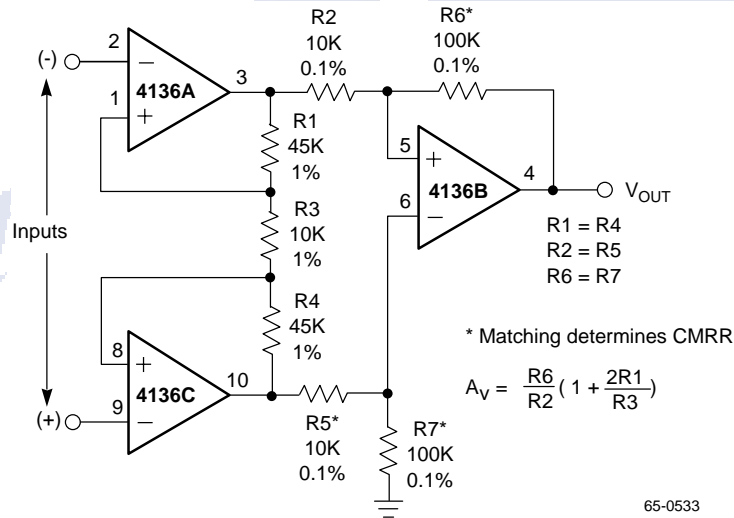 R2
10K
0.1%
R6*
100K
0.1%
(-)
2
−
4136A
3
1
+
R1
45K
1%
5
+
4136B
4
6
−
VOUT
R1 = R4
R2 = R5
R6 = R7
Inputs
R3
10K
1%
R4
45K
1%
8
+
4136C
10
9
−
(+)
R5*
10K
0.1%
R7*
100K
0.1%
* Matching determines CMRR
AV = R6/R2 ( 1 + 2R1/R3 )
65-0533